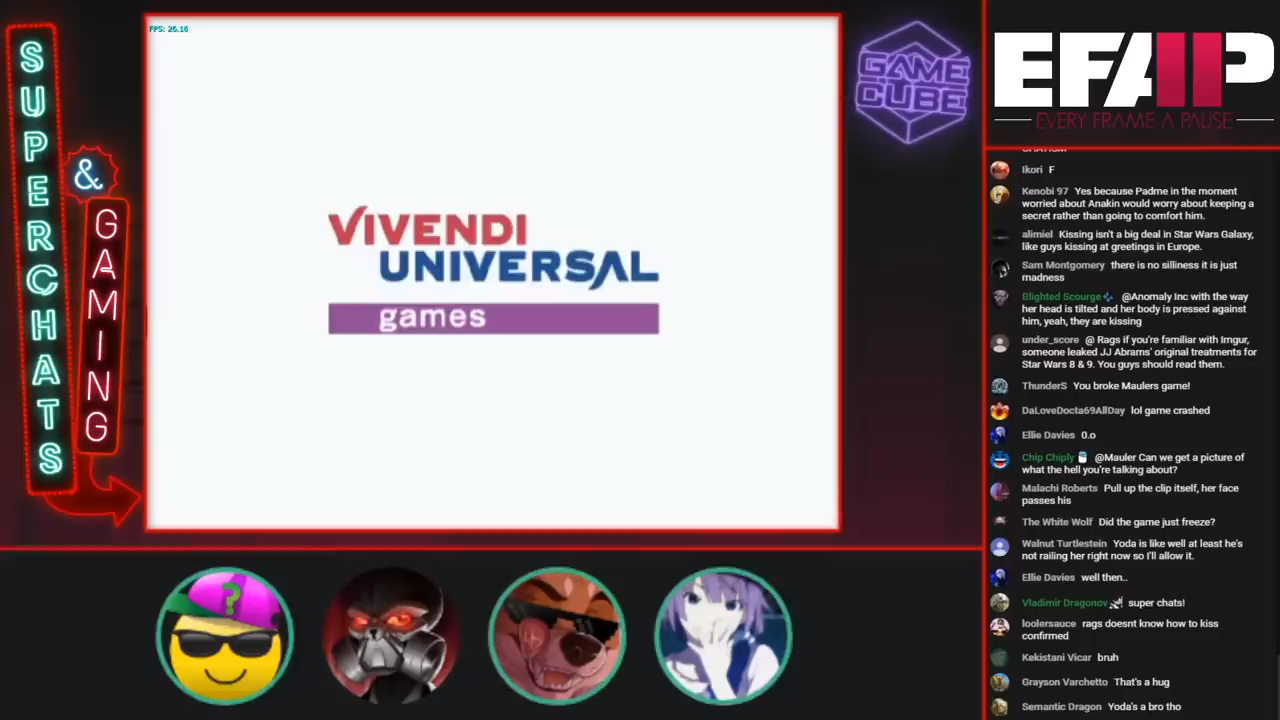 SUPERCHATS
&
GAMING
FPS: 26.16
VIVENDI
UNIVERSAL
games
GAME
CUBE
?
EFAP
EVERY FRAME A PAUSE
Ikori F
Kenobi 97 Yes because Padme in the moment
worried about Anakin would worry about keeping a
secret rather than going to comfort him.
alimiel Kissing isn't a big deal in Star Wars Galaxy,
like guys kissing at greetings in Europe.
Sam Montgomery there is no silliness it is just
madness
Blighted Scourge @Anomaly Inc with the way
her head is tilted and her body is pressed against
him, yeah, they are kissing
under_score @ Rags if you're familiar with Imgur,
someone leaked JJ Abrams' original treatments for
Star Wars 8 & 9. You guys should read them.
ThunderS You broke Maulers game!
DaLoveDocta69AllDay lol game crashed
Ellie Davies 0.o
Chip Chiply @Mauler Can we get a picture of
what the hell you're talking about?
Malachi Roberts Pull up the clip itself, her face
passes his
The White Wolf Did the game just freeze?
Walnut Turtlestein Yoda is like well at least he's
not railing her right now so I'll allow it.
Ellie Davies well then..
Vladimir Dragonov super chats!
loolersauce rags doesnt know how to kiss
confirmed
Kekistani Vicar bruh
Grayson Varchetto That's a hug
Semantic Dragon Yoda's a bro tho